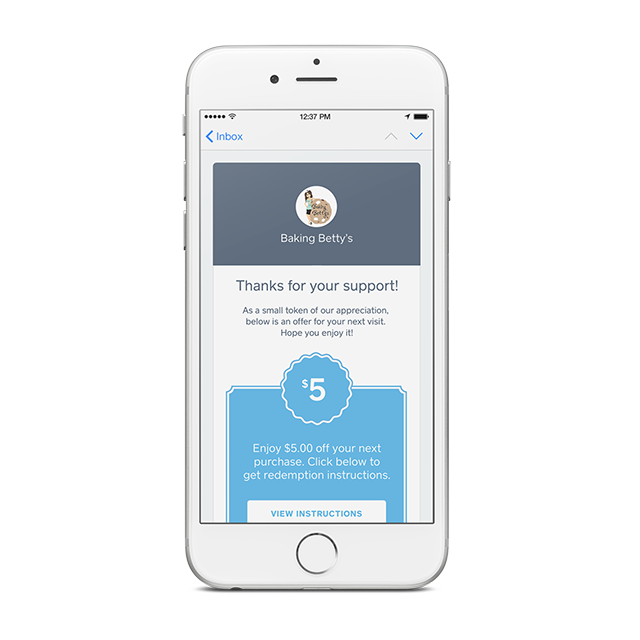 12:37 PM
Inbox
Baking Betty's
Baking Betty's
Thanks for your support!
As a small token of our appreciation,
below is an offer for your next visit.
Hope you enjoy it!
$5
Enjoy $5.00 off your next
purchase. Click below to
get redemption instructions.
VIEW INSTRUCTIONS